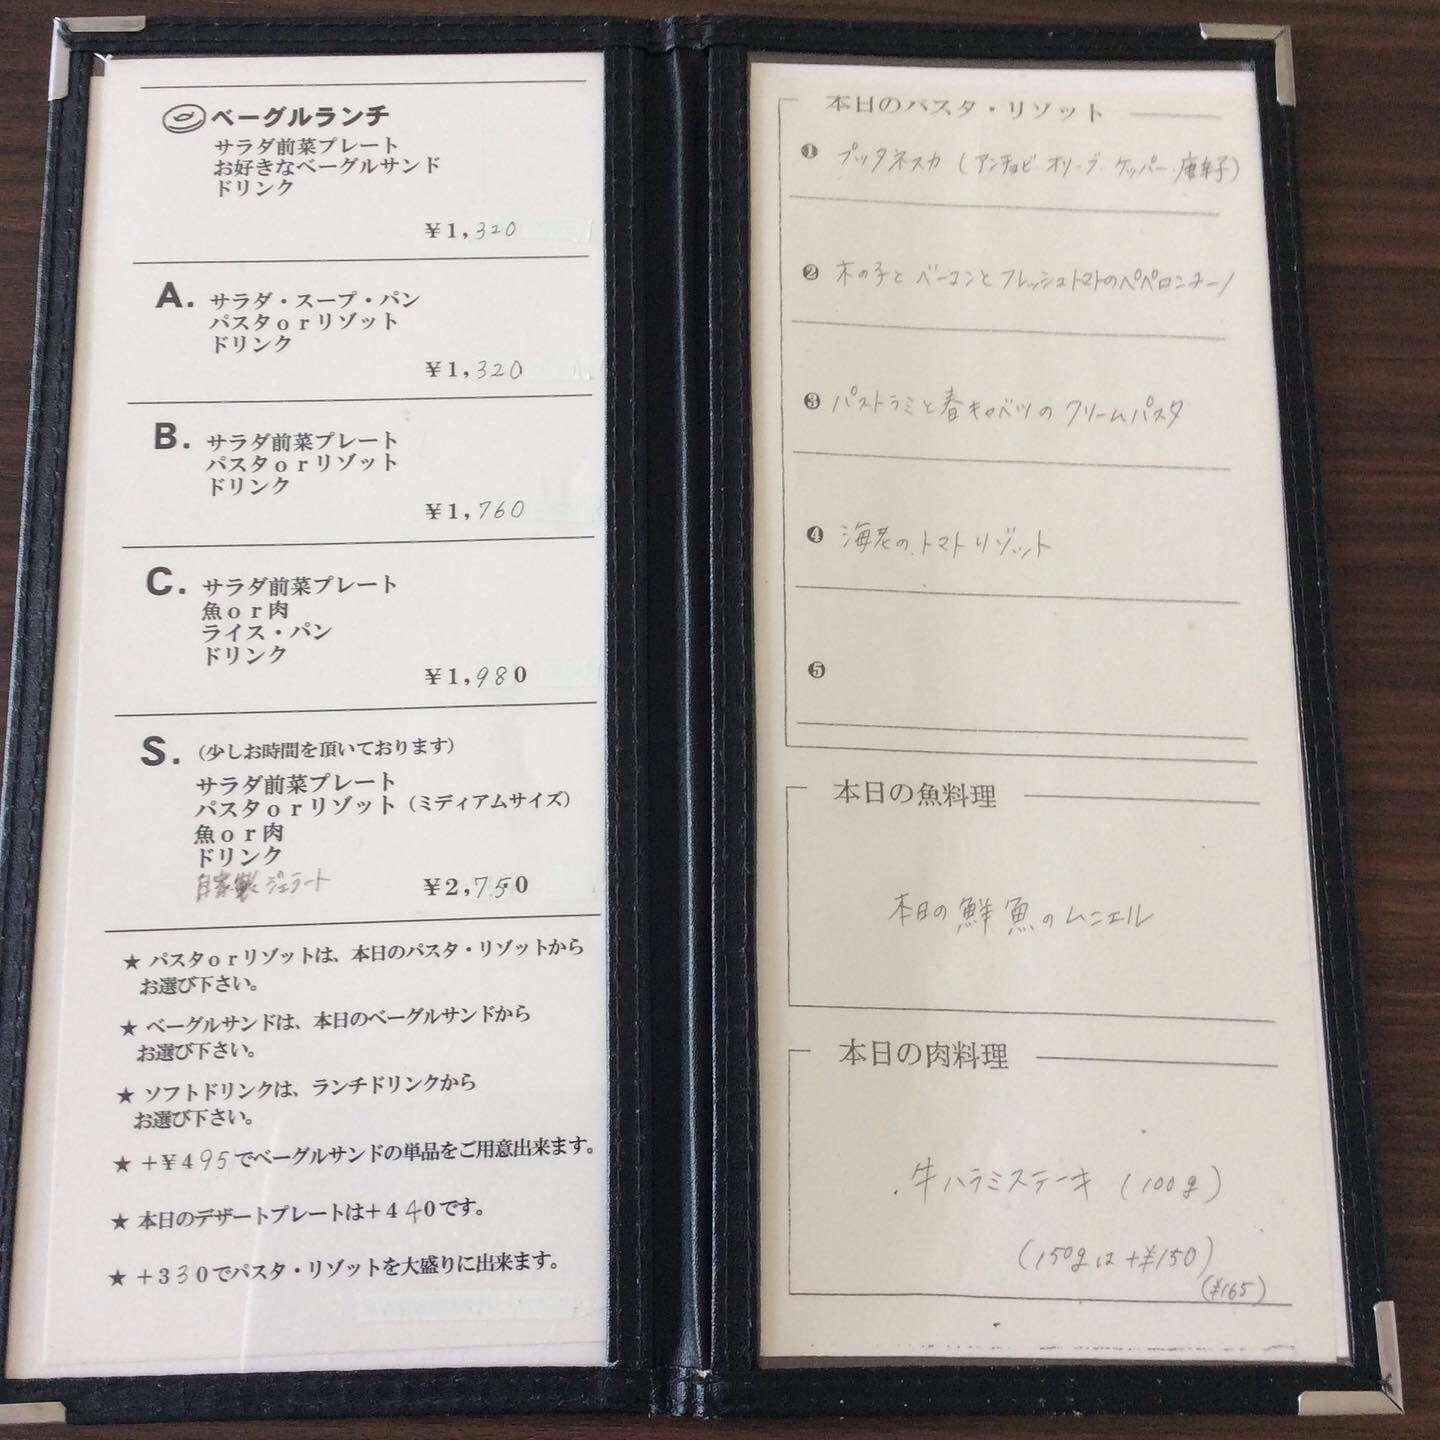 ベーグルランチ
サラダ前菜プレート
お好きなベーグルサンド
ドリンク
¥1,320
A. サラダ・スープ・パン
パスタorリゾット
ドリンク
¥1,320
B. サラダ前菜プレート
パスタorリゾット
ドリンク
¥1,760
C. サラダ前菜プレート
魚or肉
ライス・パン
ドリンク
¥1,980
S. (少しお時間を頂いております)
サラダ前菜プレート
パスタorリゾット(ミディアムサイズ)
魚or肉
ドリンク
自家製ジェラート
¥2,750
★ パスタorリゾットは、本日のパスタ・リゾットから
お選び下さい。
★ ベーグルサンドは、本日のベーグルサンドから
お選び下さい。
★ ソフトドリンクは、ランチドリンクから
お選び下さい。
★ +¥495でベーグルサンドの単品をご用意出来ます。
★ 本日のデザートプレートは+440です。
★ +330でパスタ・リゾットを大盛りに出来ます。
本日のパスタ・リゾット
❶ プッタネスカ (アンチョビ・オリーブ・ケッパー・唐辛子)
❷ 木の子とベーコンとフレッシュトマトのペペロンチーノ
❸ パストラミと春キャベツのクリームパスタ
❹ 海老のトマトリゾット
❺
本日の魚料理
本日の鮮魚のムニエル
本日の肉料理
牛ハラミステーキ (100g)
(150gは+¥150)
(¥165)